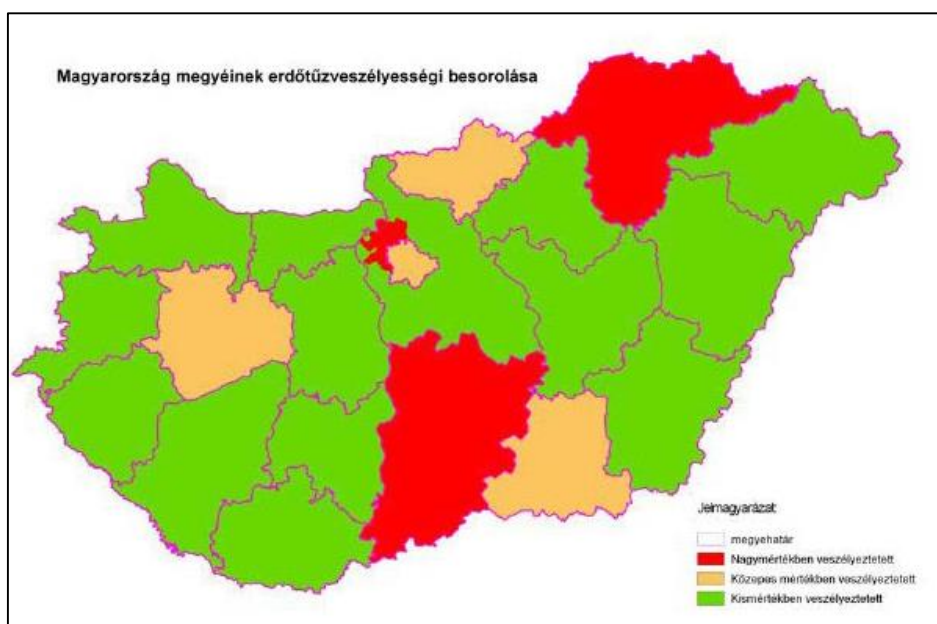 Magyarország megyéinek erdőtűzveszélyességi besorolása
Jelmagyarázat
megyehatár
Nagymértékben veszélyeztetett
Közepes mértékben veszélyeztetett
Kismértékben veszélyeztetett